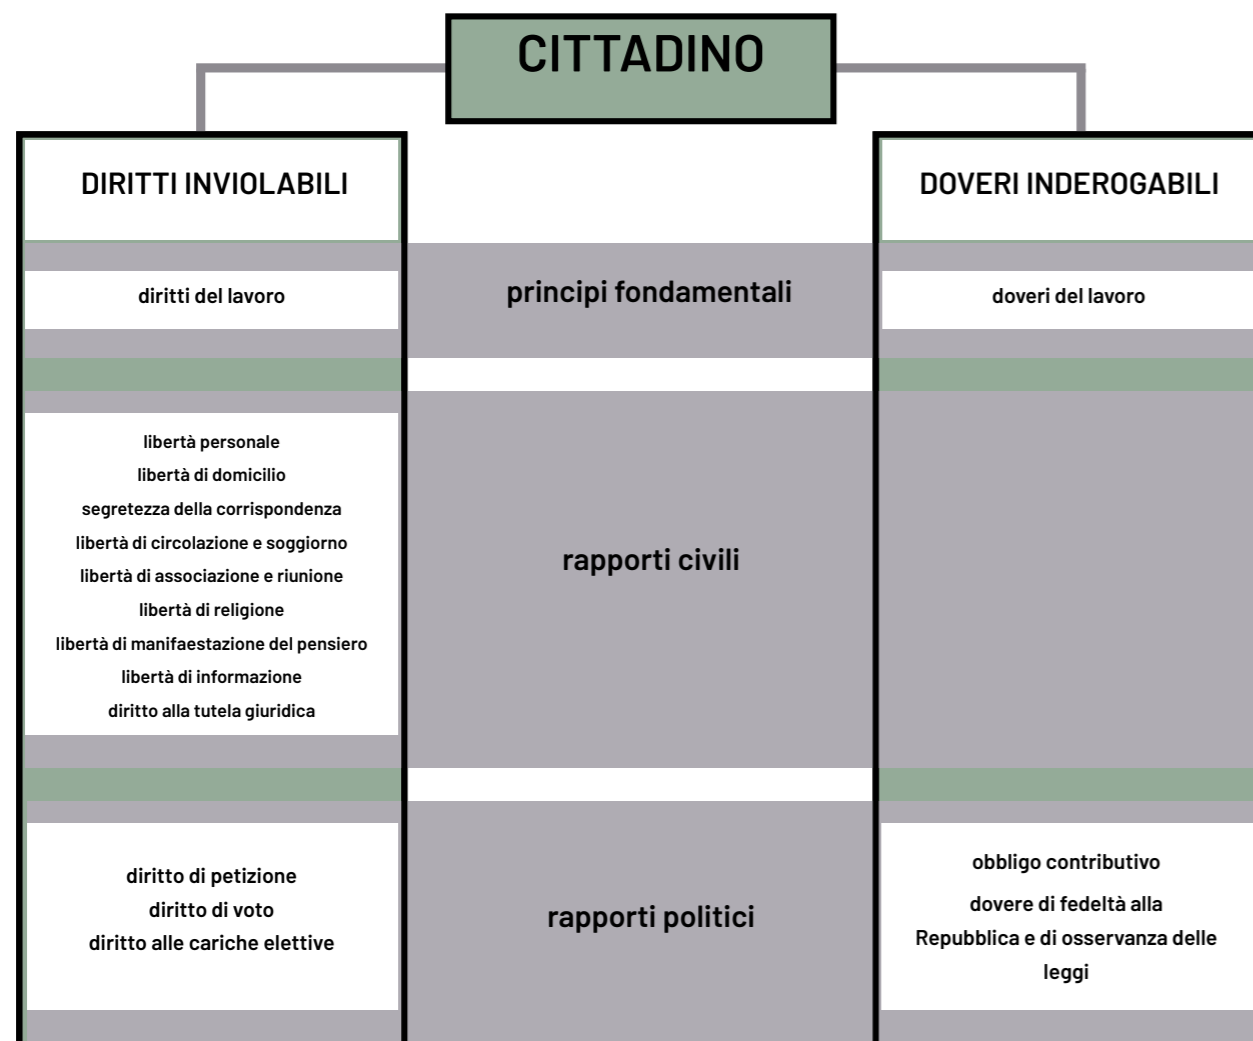 CITTADINO
DIRITTI INVIOLABILI
DOVERI INDEROGABILI
diritti del lavoro
principi fondamentali
doveri del lavoro
libertà personale
libertà di domicilio
segretezza della corrispondenza
libertà di circolazione e soggiorno
libertà di associazione e riunione
libertà di religione
libertà di manifaestazione del pensiero
libertà di informazione
diritto alla tutela giuridica
rapporti civili
diritto di petizione
diritto di voto
diritto alle cariche elettive
rapporti politici
obbligo contributivo
dovere di fedeltà alla
Repubblica e di osservanza delle
leggi